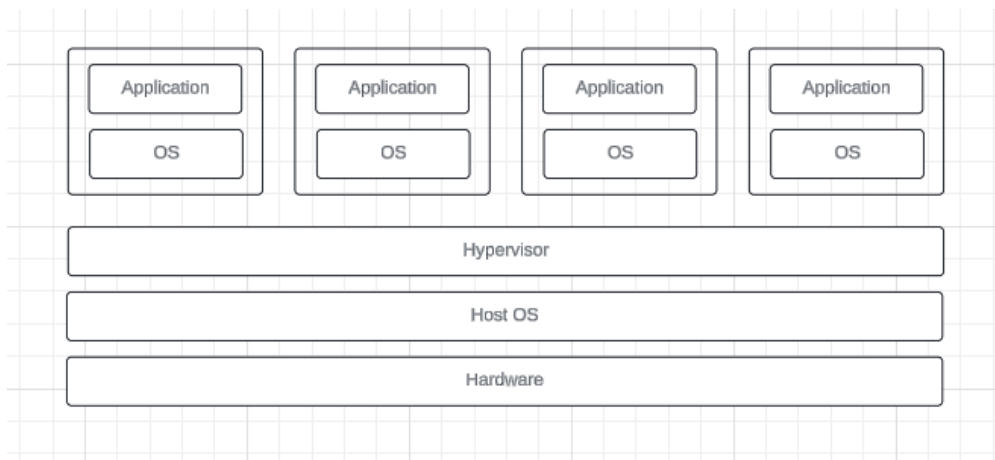 Application
Application
Application
Application
OS
OS
OS
OS
Hypervisor
Host OS
Hardware